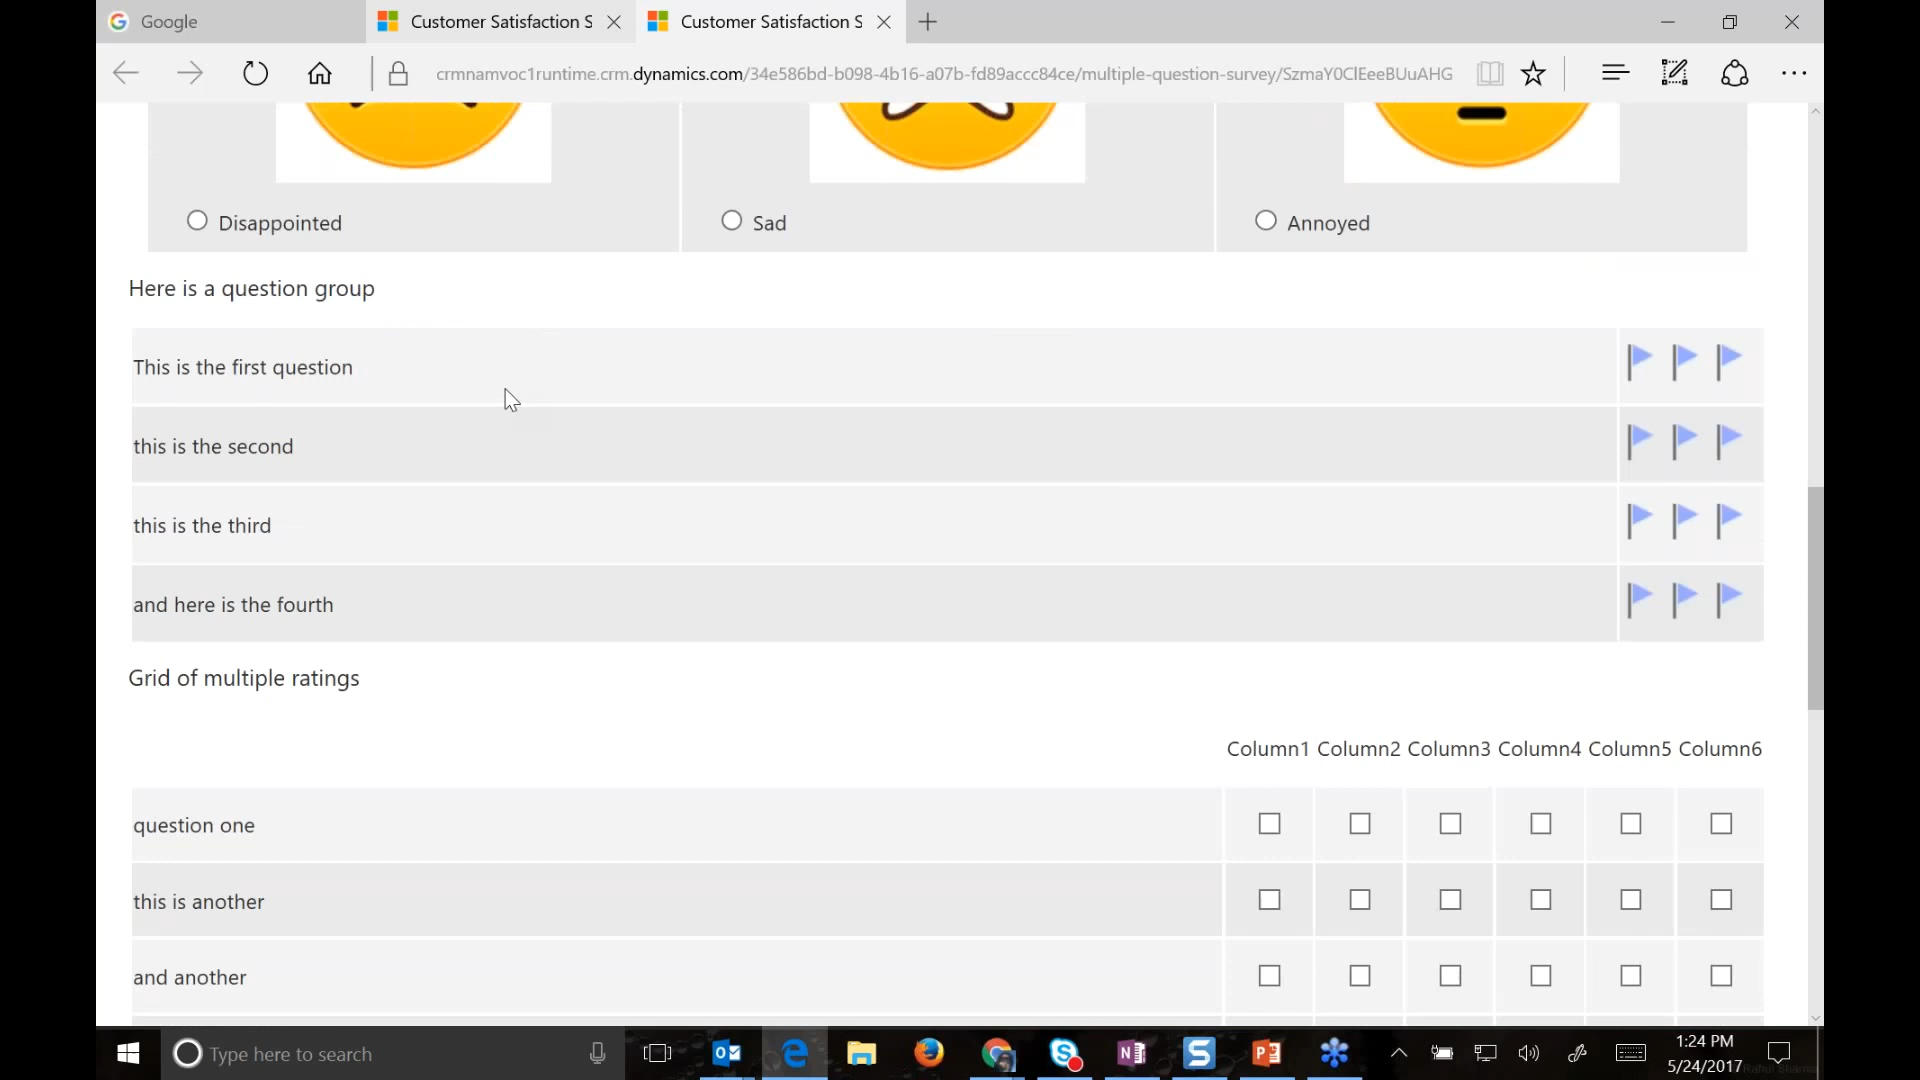 Google
Customer Satisfaction S
Customer Satisfaction S
crmnamvoc1runtime.crm.dynamics.com/34e586bd-b098-4b16-a07b-fd89accc84ce/multiple-question-survey/SzmaY0ClEeeBUuAHG
Disappointed
Sad
Annoyed
Here is a question group
This is the first question
this is the second
this is the third
and here is the fourth
Grid of multiple ratings
Column1 Column2 Column3 Column4 Column5 Column6
question one
this is another
and another
Type here to search
1:24 PM
5/24/2017
Rahul Sharma